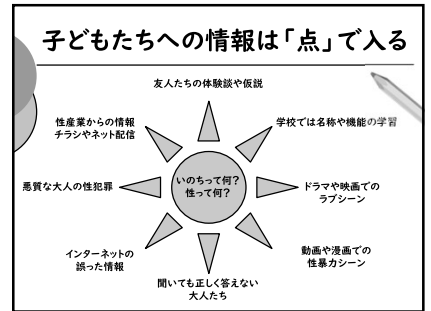 子どもたちへの情報は「点」で入る
友人たちの体験談や仮説
性産業からの情報
チラシやネット配信
学校では名称や機能の学習
悪質な大人の性犯罪
いのちって何?
性って何?
ドラマや映画での
ラブシーン
インターネットの
誤った情報
動画や漫画での
性暴力シーン
聞いても正しく答えない
大人たち